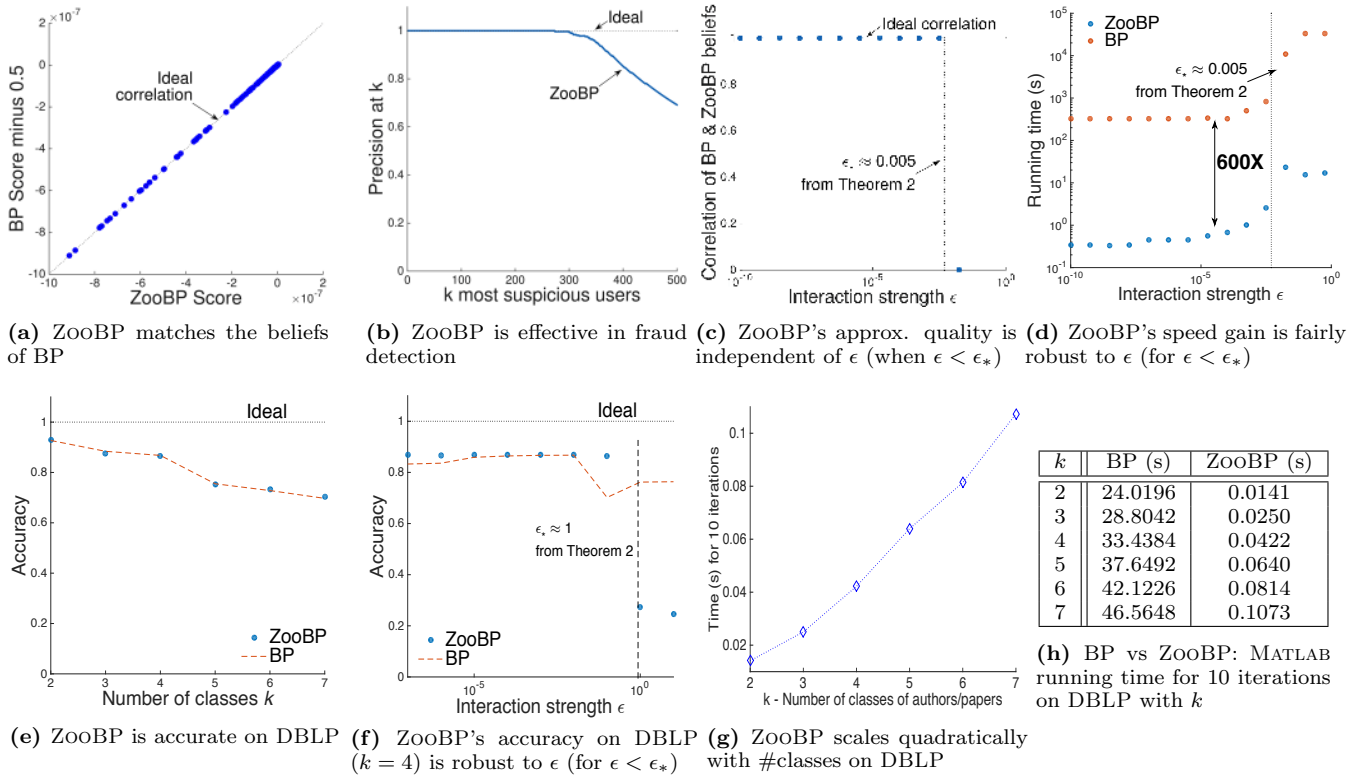 ×10⁻⁷
2
0
-2
-4
-6
-8
-10
BP Score minus 0.5
Ideal
correlation
-10
-8
-6
-4
-2
0
2
ZooBP Score
×10⁻⁷
(a) ZooBP matches the beliefs
of BP
1
0.8
0.6
0.4
0.2
Precision at k
Ideal
ZooBP
0
100
200
300
400
500
k most suspicious users
(b) ZooBP is effective in fraud
detection
Correlation of BP & ZooBP beliefs
Ideal correlation
0.8
0.6
0.4
0.2
0
ϵ* ≈ 0.005
from Theorem 2
10⁻⁵
10⁰
Interaction strength ϵ
(c) ZooBP's approx. quality is
independent of ϵ (when ϵ < ϵ*)
Running time (s)
10⁵
10⁴
10³
10²
10¹
10⁰
10⁻¹
ZooBP
BP
ϵ* ≈ 0.005
from Theorem 2
600X
10⁻¹⁰
10⁻⁵
10⁰
Interaction strength ϵ
(d) ZooBP's speed gain is fairly
robust to ϵ (for ϵ < ϵ*)
Ideal
1
0.8
0.6
0.4
0.2
0
Accuracy
ZooBP
BP
2
3
4
5
6
7
Number of classes k
(e) ZooBP is accurate on DBLP
Ideal
1
0.8
0.6
0.4
0.2
0
Accuracy
ϵ* ≈ 1
from Theorem 2
ZooBP
BP
10⁻⁵
10⁰
Interaction strength ϵ
(f) ZooBP's accuracy on DBLP
(k = 4) is robust to ϵ (for ϵ < ϵ*)
Time (s) for 10 iterations
0.1
0.08
0.06
0.04
0.02
2
3
4
5
6
7
k - Number of classes of authors/papers
(g) ZooBP scales quadratically
with #classes on DBLP
k BP (s) ZooBP (s)
2 24.0196 0.0141
3 28.8042 0.0250
4 33.4384 0.0422
5 37.6492 0.0640
6 42.1226 0.0814
7 46.5648 0.1073
(h) BP vs ZooBP: Matlab
running time for 10 iterations
on DBLP with k